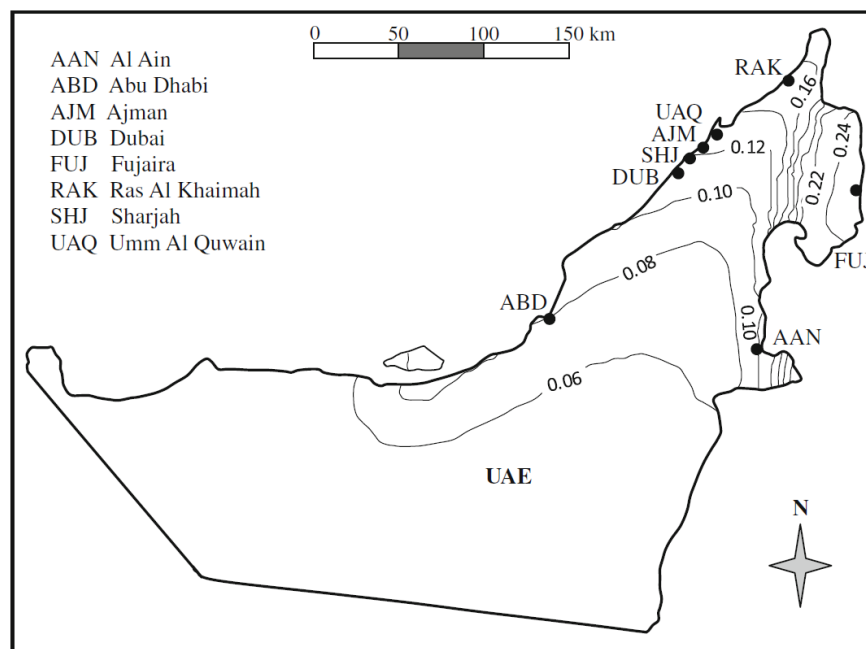 0 50 100 150 km
AAN Al Ain
ABD Abu Dhabi
AJM Ajman
DUB Dubai
FUJ Fujaira
RAK Ras Al Khaimah
SHJ Sharjah
UAQ Umm Al Quwain
RAK
0.16
UAQ
AJM
SHJ
DUB
0.12
0.24
0.22
0.10
FUJ
0.08
ABD
0.10
AAN
0.06
UAE
N